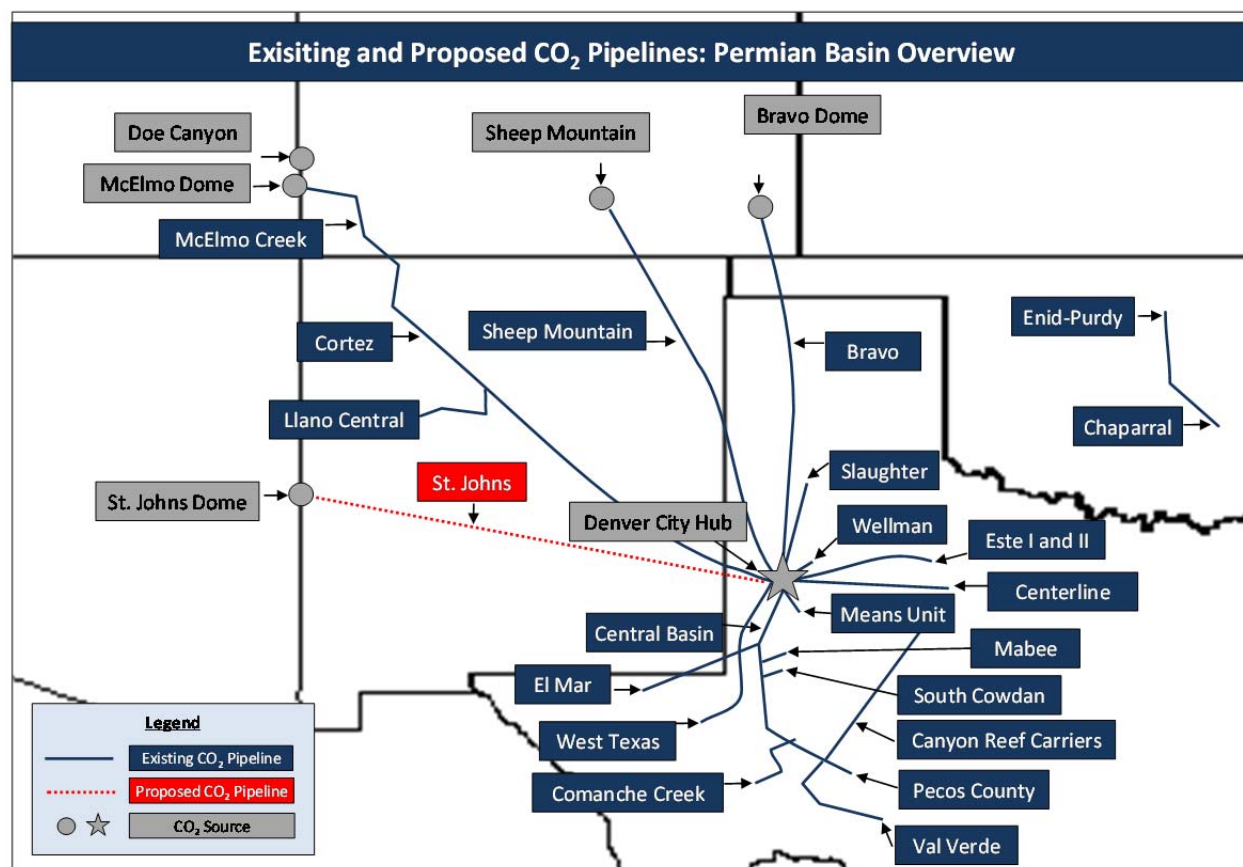 Exisiting and Proposed CO₂ Pipelines: Permian Basin Overview
Doe Canyon
Sheep Mountain
Bravo Dome
McElmo Dome
McElmo Creek
Cortez
Sheep Mountain
Bravo
Enid-Purdy
Llano Central
Chaparral
St. Johns
Slaughter
St. Johns Dome
Denver City Hub
Wellman
Este I and II
Centerline
Means Unit
Central Basin
Mabee
El Mar
South Cowdan
West Texas
Canyon Reef Carriers
Comanche Creek
Pecos County
Val Verde
Legend
Existing CO₂ Pipeline
Proposed CO₂ Pipeline
CO₂ Source